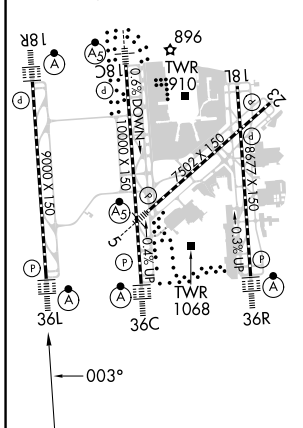 18R
A
A5
18C
896
TWR
910
18L
P
P
P
P
23
0.6% DOWN
9000 X 150
10000 X 150
7502 X 150
8677 X 150
P
A5
5
0.4% UP
0.3% UP
P
P
P
A
A
A
TWR
1068
36L
36C
36R
003°